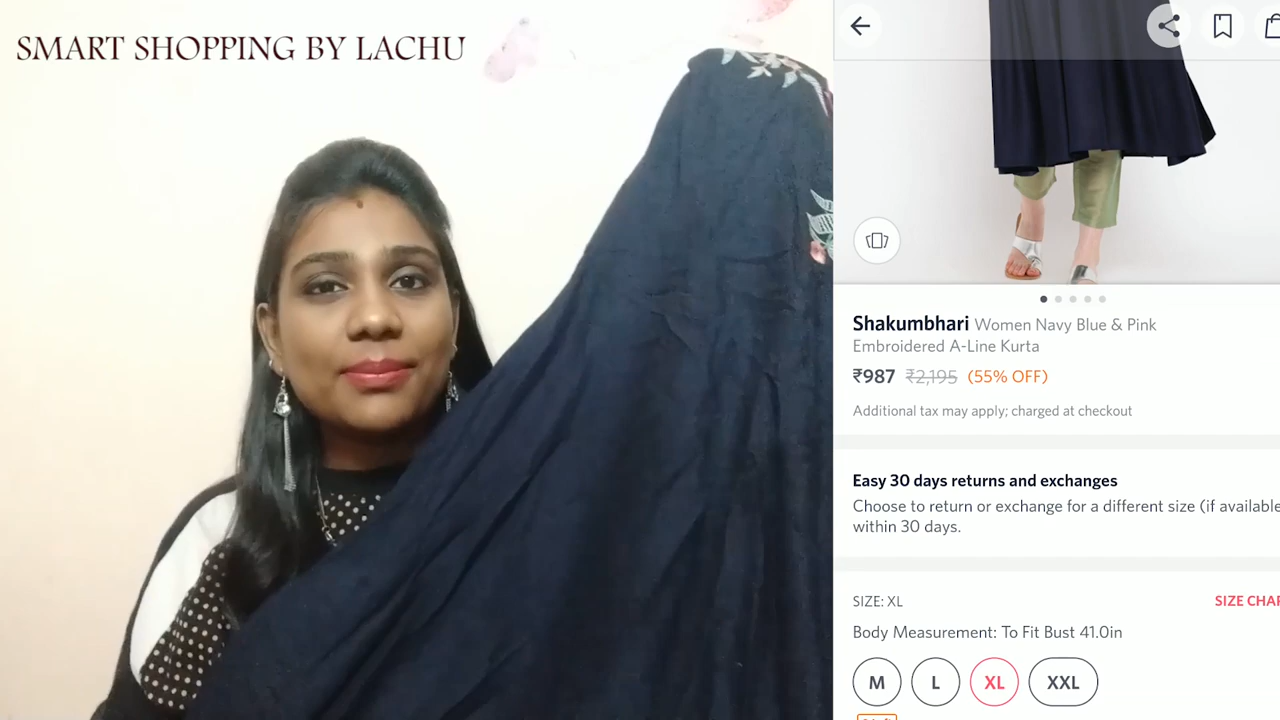 SMART SHOPPING BY LACHU
Shakumbhari Women Navy Blue & Pink
Embroidered A-Line Kurta
₹987 ₹2,195 (55% OFF)
Additional tax may apply; charged at checkout
Easy 30 days returns and exchanges
Choose to return or exchange for a different size (if available
within 30 days.
SIZE: XL
SIZE CHA
Body Measurement: To Fit Bust 41.0in
M L XL XXL